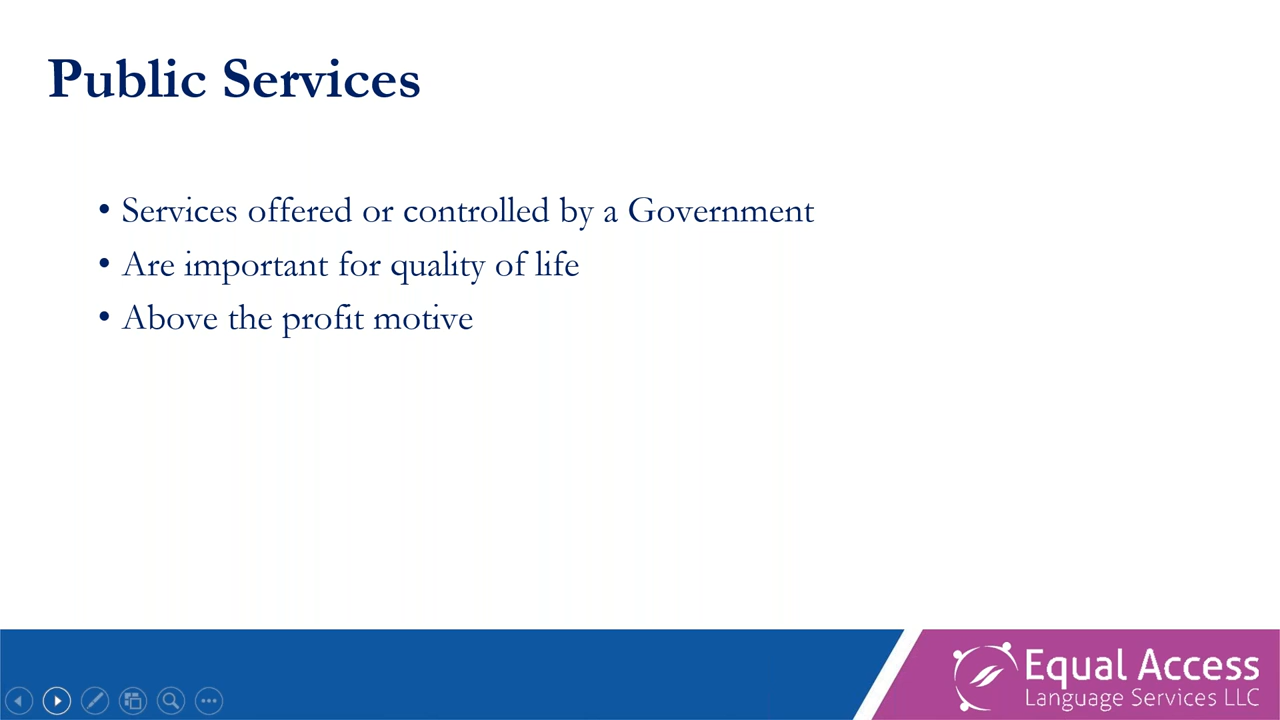 Public Services
• Services offered or controlled by a Government
• Are important for quality of life
• Above the profit motive
Equal Access
Language Services LLC